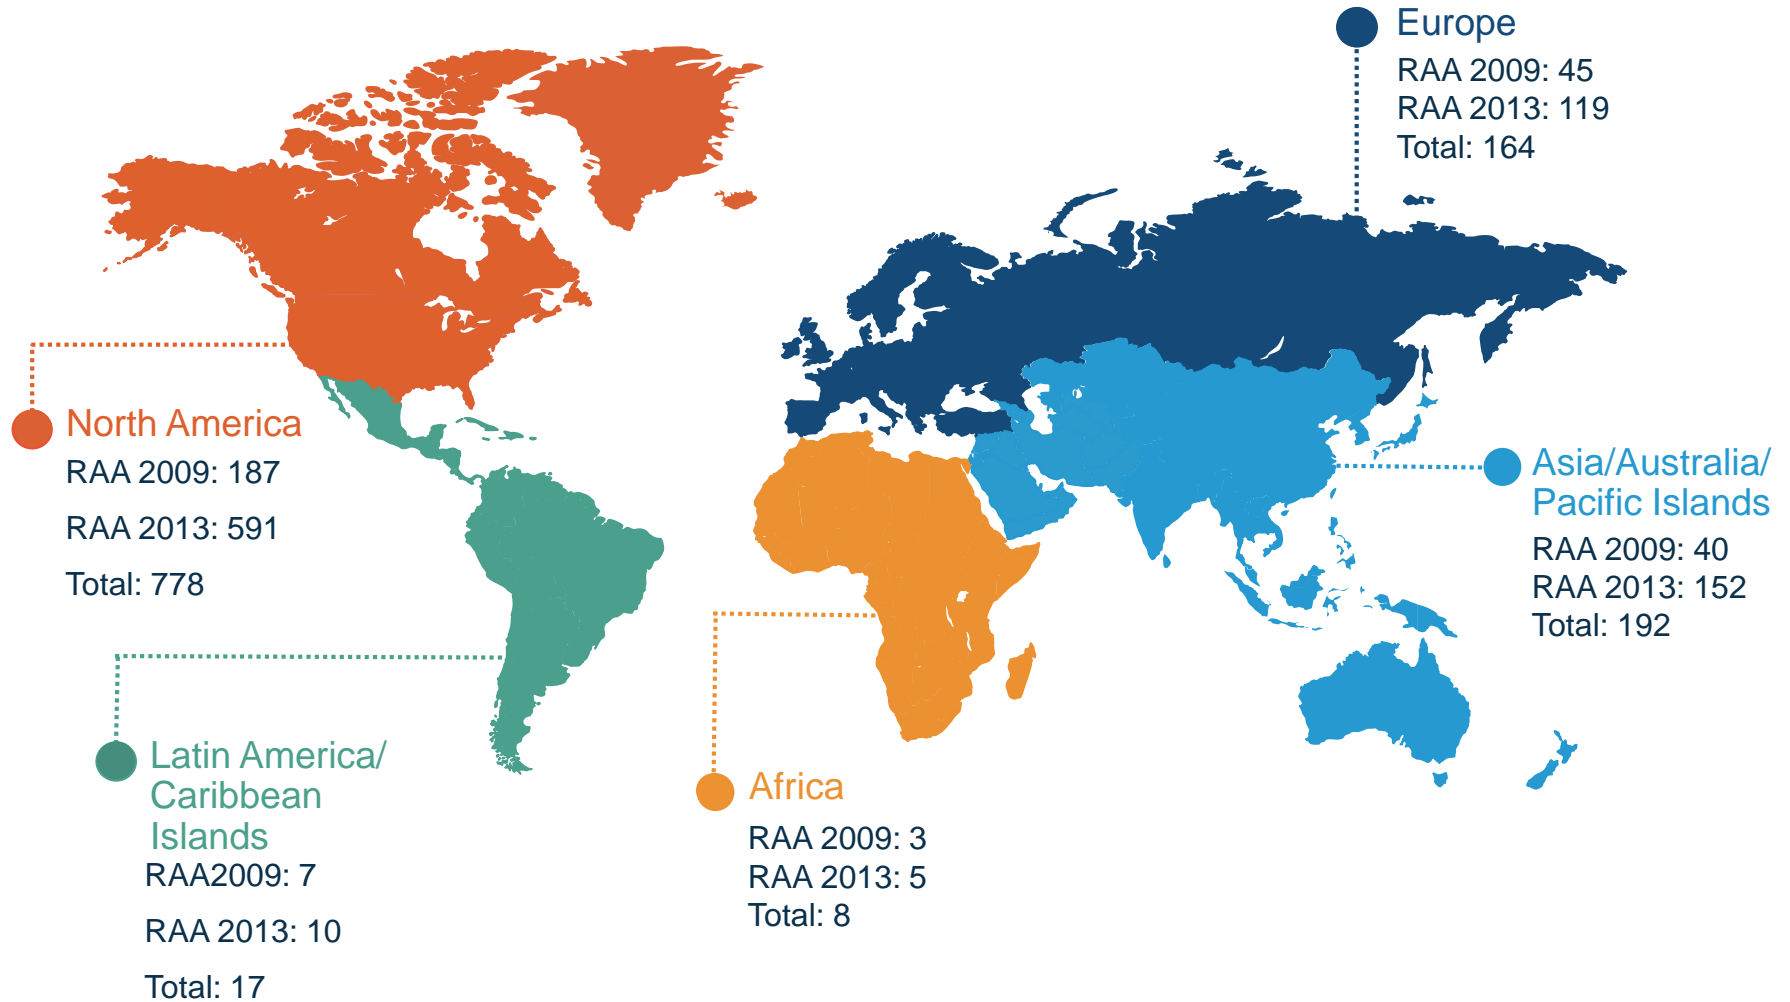 Europe
RAA 2009: 45
RAA 2013: 119
Total: 164
North America
RAA 2009: 187
RAA 2013: 591
Total: 778
Asia/Australia/
Pacific Islands
RAA 2009: 40
RAA 2013: 152
Total: 192
Latin America/
Caribbean
Islands
RAA2009: 7
RAA 2013: 10
Total: 17
Africa
RAA 2009: 3
RAA 2013: 5
Total: 8